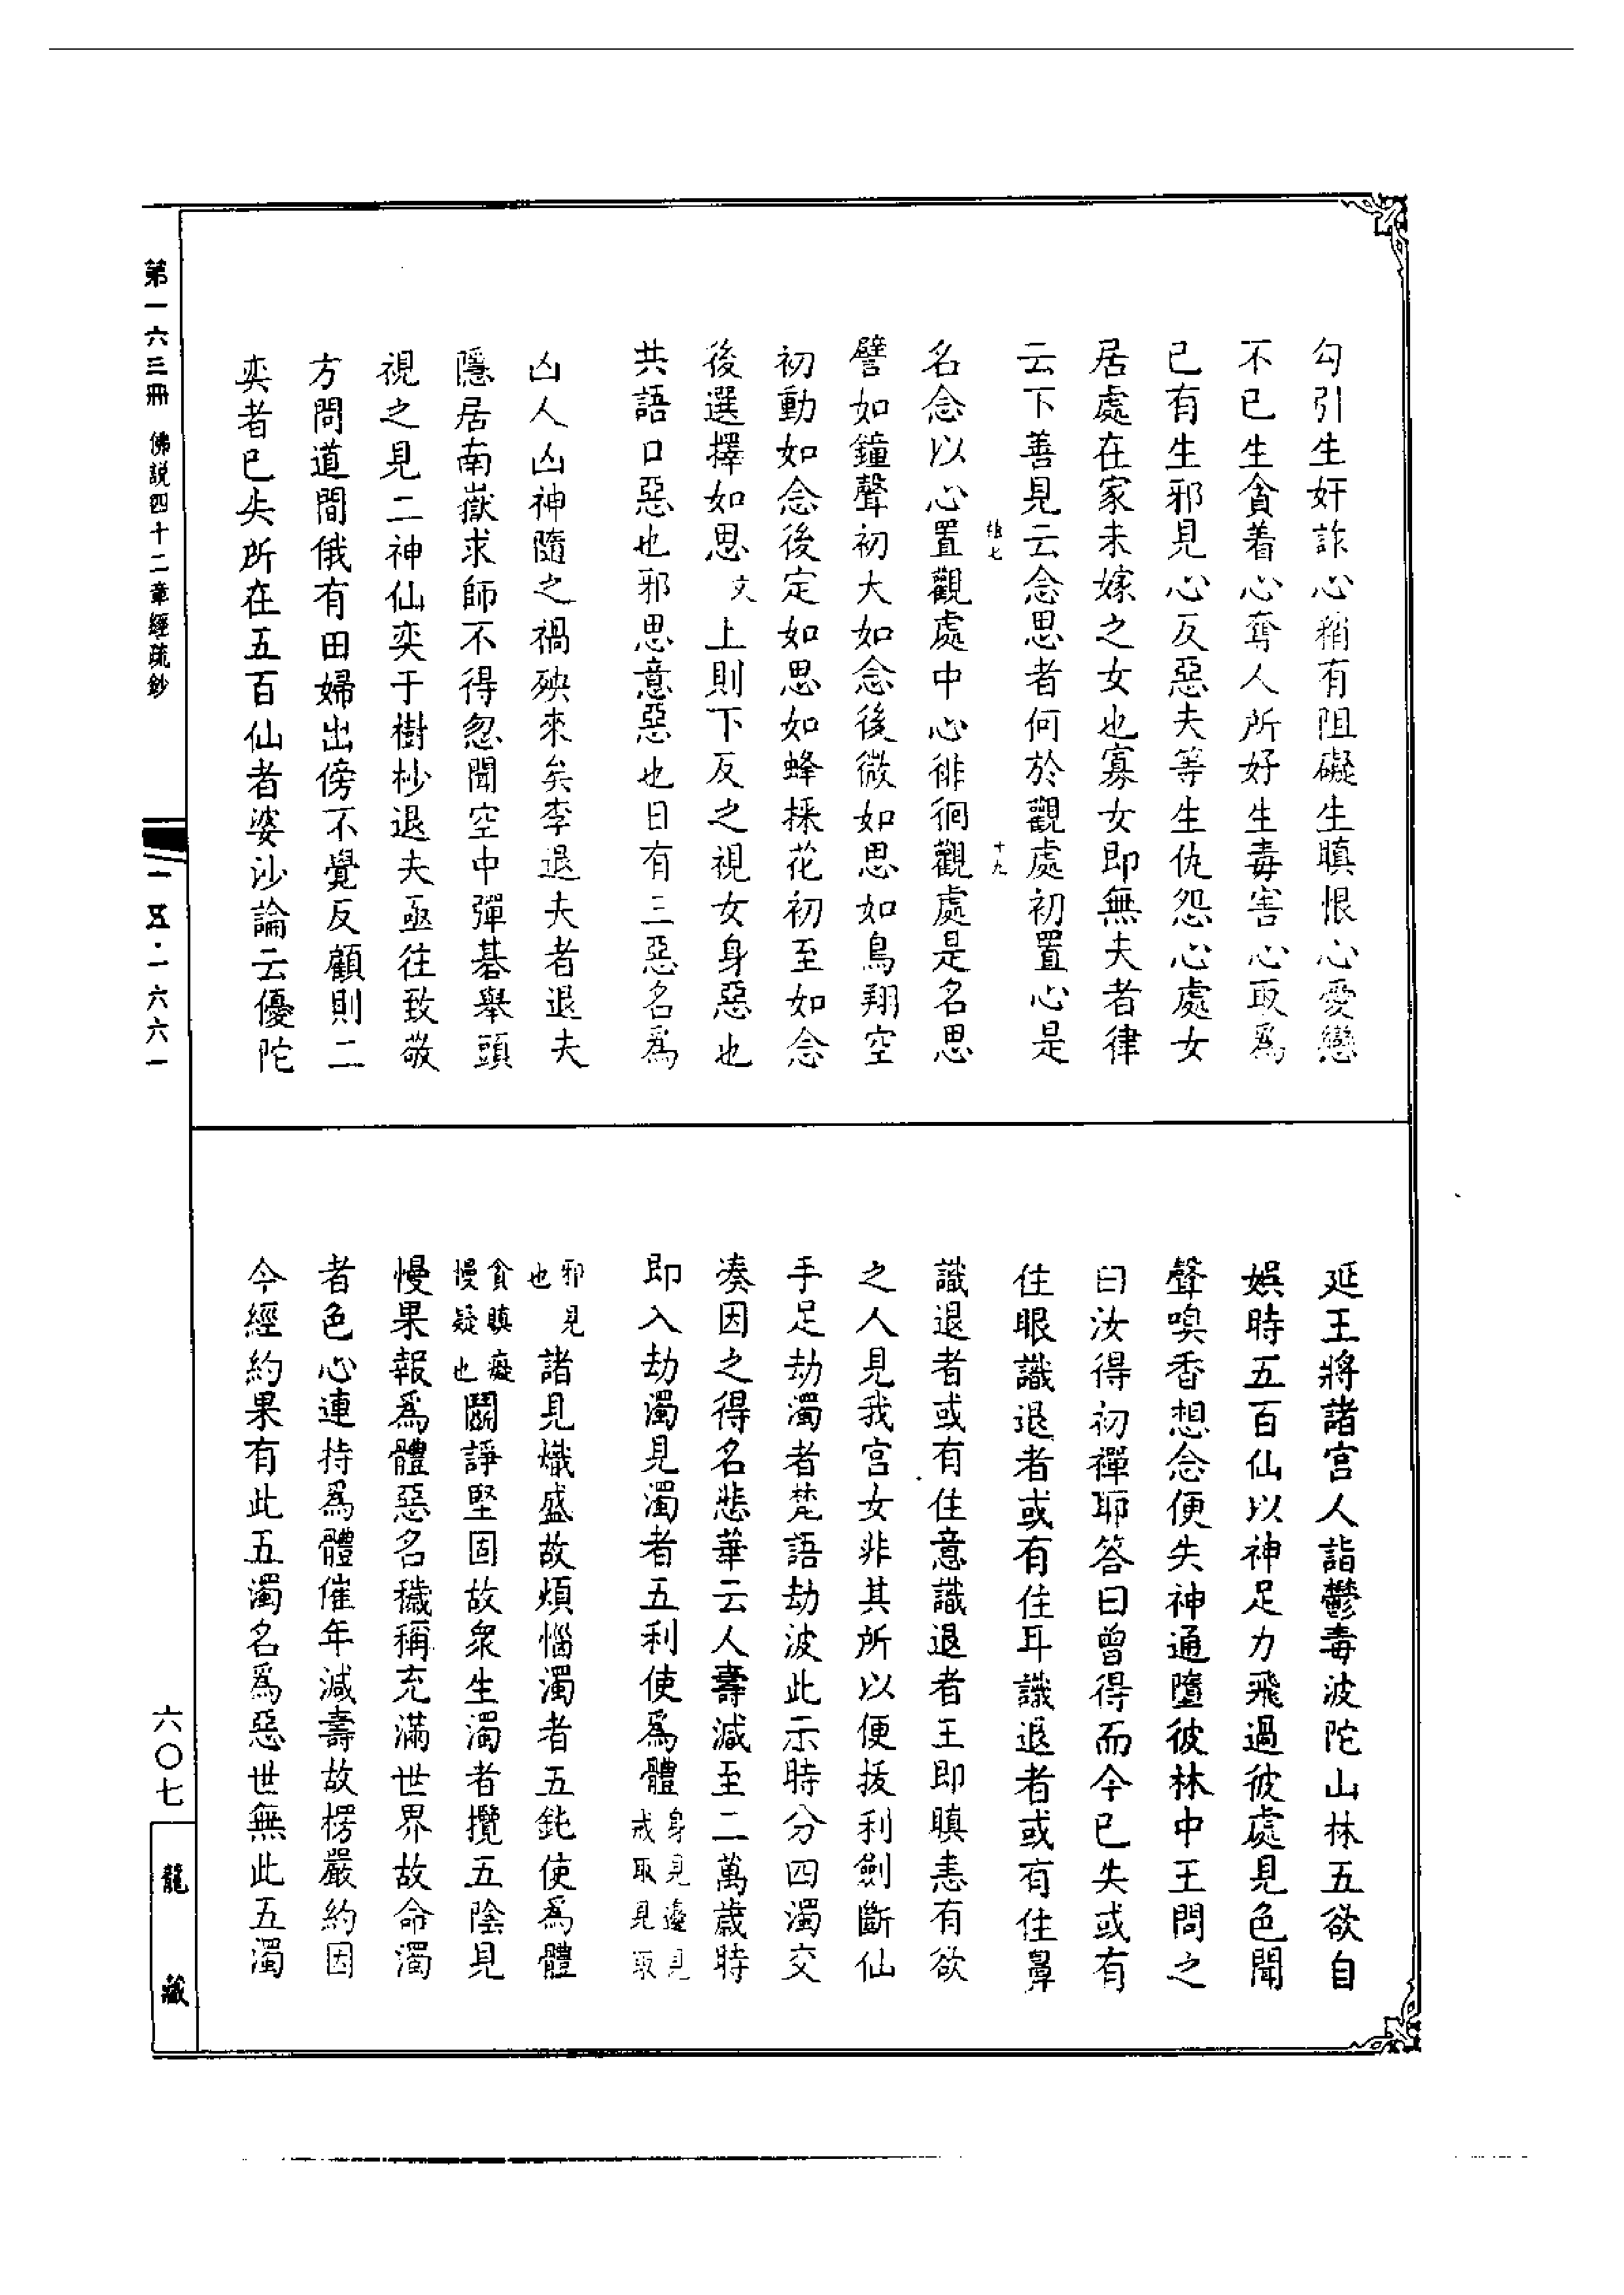 勾引生奸詐心稍有阻礙生瞋恨心愛戀
不已生貪着心奪人所好生毒害心取爲
已有生邪見心反惡夫等生仇怨心處女
居處在家未嫁之女也寡女即無夫者律
云下善見云念思者何於觀處初置心是
十九
名念以心置觀處中心徘徊觀處是名思
譬如鐘聲初大如念後微如思如鳥翔空
初動如念後定如思如蜂採花初至如念
後選擇如思文上則下反之視女身惡也
共語口惡也邪思意惡也日有三惡名爲
凶人凶神隨之禍殃來矣李退夫者退夫
隱居南嶽求師不得忽聞空中彈碁舉頭
視之見二神仙奕于樹杪退夫亟往致敬
方問道間俄有田婦出傍不覺反顧則二
奕者已失所在五百仙者婆沙論云優陀
延王將諸宮人詣鬱毒波陀山林五欲自
娛時五百仙以神足力飛過彼處見色聞
聲嗅香想念便失神通墮彼林中王問之
曰汝得初禪耶答曰曾得而今已失或有
住眼識退者或有住耳識退者或有住鼻
識退者或有住意識退者王即瞋恚有欲
之人見我宮女非其所以便拔利劍斷仙
手足劫濁者梵語劫波此示時分四濁交
凑因之得名悲華云人壽減至二萬歲時
即入劫濁見濁者五利使爲體身見邊見戒取見取
邪見也諸見熾盛故煩惱濁者五鈍使爲體
貪瞋癡慢疑也鬬諍堅固故衆生濁者攬五陰見
慢果報爲體惡名穢稱充滿世界故命濁
者色心連持爲體催年減壽故楞嚴約因
今經約果有此五濁名爲惡世無此五濁
第一六三冊 佛説四十二章經疏鈔
一五·一六六一
六〇七
龍藏